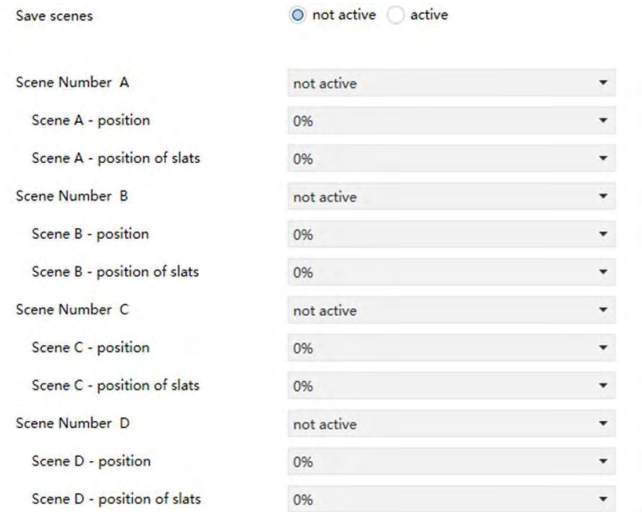 Save scenes not active active
Scene Number A not active
Scene A - position 0%
Scene A - position of slats 0%
Scene Number B not active
Scene B - position 0%
Scene B - position of slats 0%
Scene Number C not active
Scene C - position 0%
Scene C - position of slats 0%
Scene Number D not active
Scene D - position 0%
Scene D - position of slats 0%